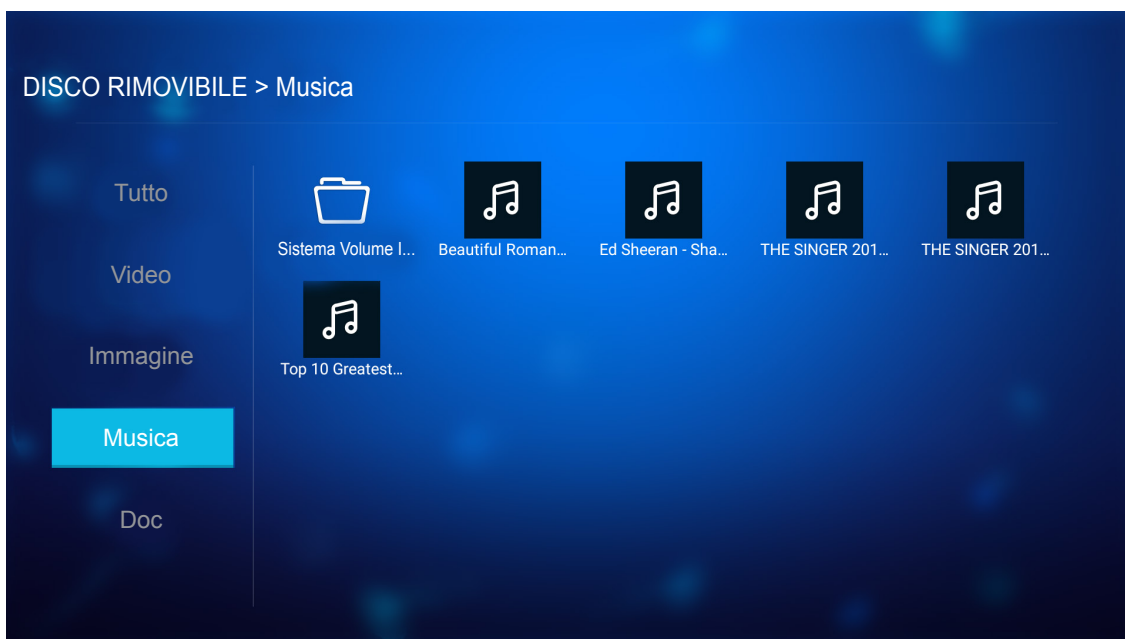 DISCO RIMOVIBILE > Musica
Tutto
Video
Immagine
Musica
Doc
Sistema Volume I...
Beautiful Roman...
Ed Sheeran - Sha...
THE SINGER 201...
THE SINGER 201...
Top 10 Greatest...